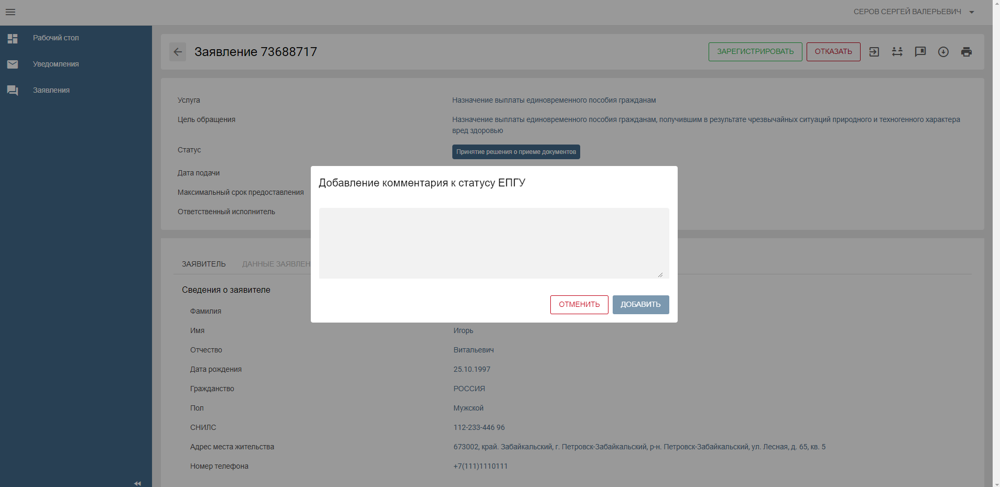 СЕРОВ СЕРГЕЙ ВАЛЕРЬЕВИЧ
Рабочий стол
Уведомления
Заявления
Заявление 73688717
ЗАРЕГИСТРИРОВАТЬ
ОТКАЗАТЬ
Услуга
Назначение выплаты единовременного пособия гражданам
Цель обращения
Назначение выплаты единовременного пособия гражданам, получившим в результате чрезвычайных ситуаций природного и техногенного характера
вред здоровью
Статус
Принятие решения о приеме документов
Дата подачи
Максимальный срок предоставления
Ответственный исполнитель
Добавление комментария к статусу ЕПГУ
ОТМЕНИТЬ
ДОБАВИТЬ
ЗАЯВИТЕЛЬ
ДАННЫЕ
Сведения о заявителе
Фамилия
Имя
Игорь
Отчество
Витальевич
Дата рождения
25.10.1997
Гражданство
РОССИЯ
Пол
Мужской
СНИЛС
112-233-446 96
Адрес места жительства
673002, край. Забайкальский, г. Петровск-Забайкальский, р-н. Петровск-Забайкальский, ул. Лесная, д. 65, кв. 5
Номер телефона
+7(111)1110111